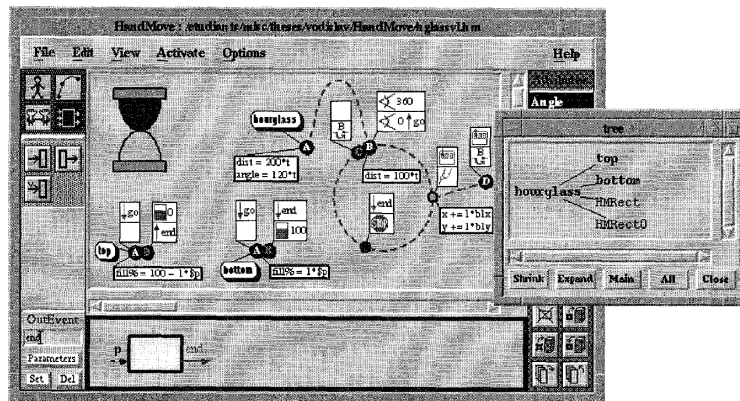 HandMove : /etudiants/misc/theses/vodislav/HandMove/hglassvl.hm
File Edit View Activate Options Help
Angle
hourglass
360
0 go
A
B
C
B
dist = 200*t
angle = 120*t
dist = 100*t
D
x += 1*blx
y += 1*bly
end
go
0
end
go
end
100
top
A
bottom
A
fill% = 100 - 1*$p
fill% = 1*$p
tree
top
hourglass
bottom
HMRect
HMRect0
Shrink Expand Main All Close
OutEvent
end
Parameters
Set Del
p
end